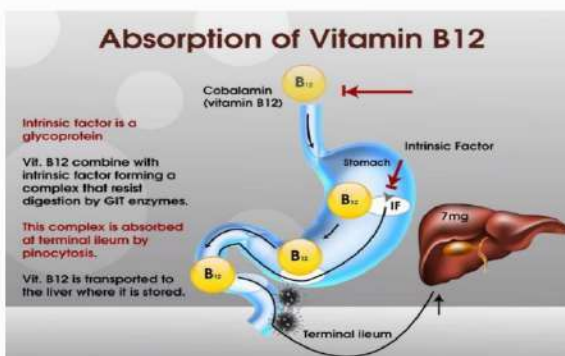 Absorption of Vitamin B12
B12
Cobalamin
(vitamin B12)
Intrinsic factor is a
glycoprotein
Vit. B12 combine with
intrinsic factor forming a
complex that resist
digestion by GIT enzymes.
This complex is absorbed
at terminal ileum by
pinocytosis.
Vit. B12 is transported to
the liver where it is stored.
Intrinsic Factor
Stomach
B12
IF
7mg
B12
B12
Terminal ileum